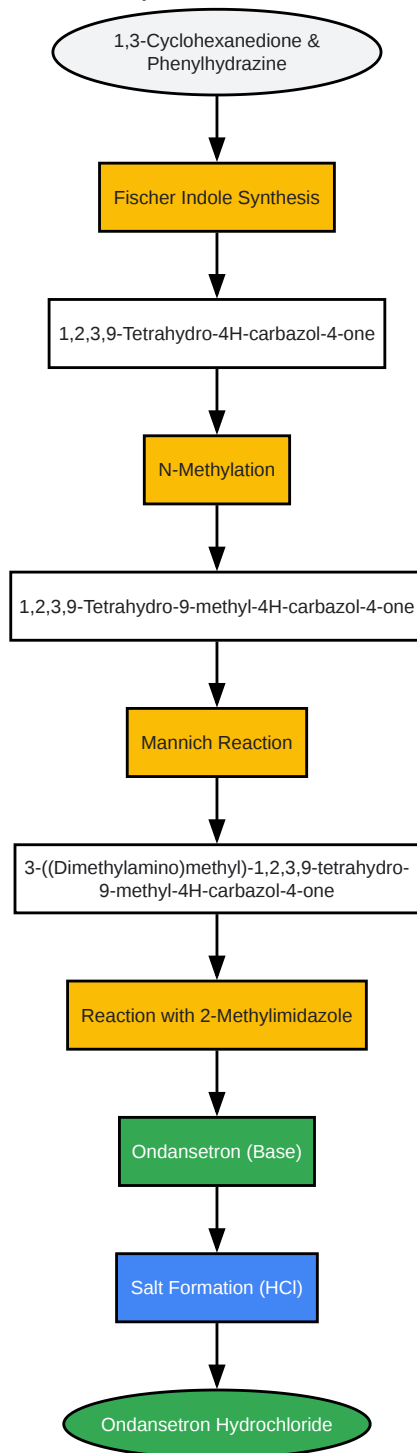 1,3-Cyclohexanedione &
Phenylhydrazine
Fischer Indole Synthesis
1,2,3,9-Tetrahydro-4H-carbazol-4-one
N-Methylation
1,2,3,9-Tetrahydro-9-methyl-4H-carbazol-4-one
Mannich Reaction
3-((Dimethylamino)methyl)-1,2,3,9-tetrahydro-
9-methyl-4H-carbazol-4-one
Reaction with 2-Methylimidazole
Ondansetron (Base)
Salt Formation (HCl)
Ondansetron Hydrochloride